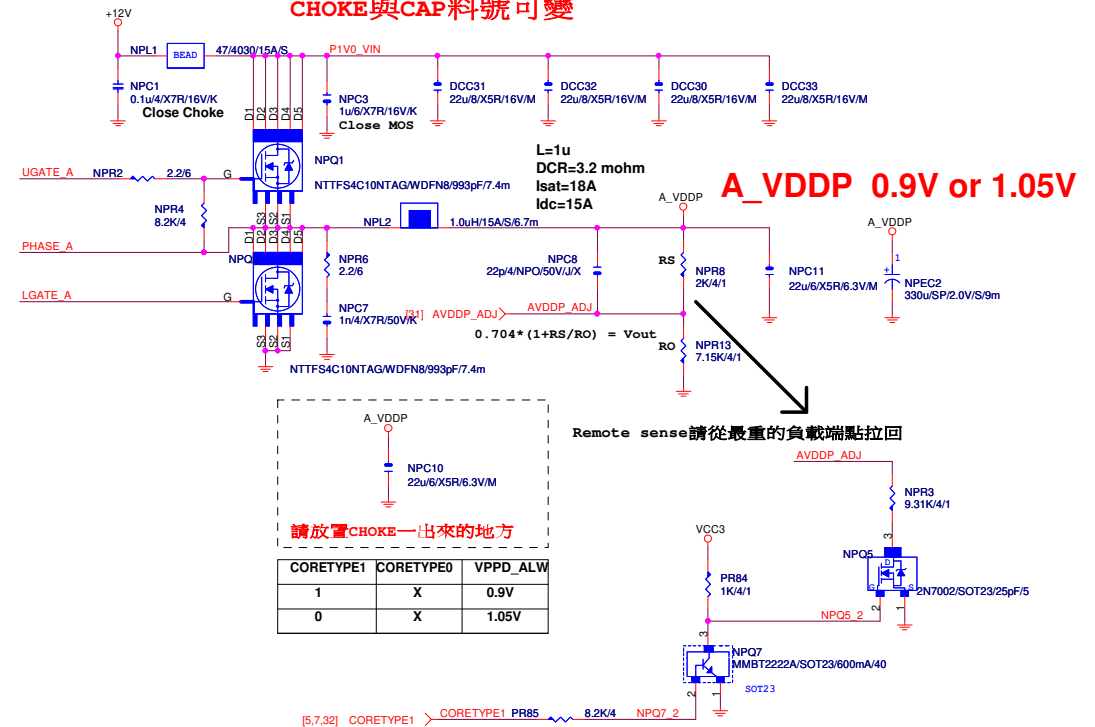 CHOKE與CAP料號可變
+12V
NPL1 BEAD 47/4030/15A/S P1V0_VIN
NPC1
0.1u/4/X7R/16V/K
Close Choke
D1 D2 D3 D4 D5
NPC3
1u/6/X7R/16V/K
Close MOS
DCC31
22u/8/X5R/16V/M
DCC32
22u/8/X5R/16V/M
DCC30
22u/8/X5R/16V/M
DCC33
22u/8/X5R/16V/M
L=1u
DCR=3.2 mohm
Isat=18A
Idc=15A
A_VDDP 0.9V or 1.05V
UGATE_A NPR2 2.2/6 G
NPQ1
NTTFS4C10NTAG/WDFN8/993pF/7.4m
NPR4
8.2K/4
S3 S2 S1
NPL2 1.0uH/15A/S/6.7m
A_VDDP
A_VDDP
PHASE_A
D1 D2 D3 D4 D5
NPR6
2.2/6
NPC8
22p/4/NPO/50V/J/X
RS
NPR8
2K/4/1
NPC11
22u/6/X5R/6.3V/M
1
+
NPEC2
330u/SP/2.0V/S/9m
LGATE_A G
NPC7
1n/4/X7R/50V/K
[31] AVDDP_ADJ AVDDP_ADJ
0.704*(1+RS/RO) = Vout
RO
NPR13
7.15K/4/1
S3 S2 S1
NTTFS4C10NTAG/WDFN8/993pF/7.4m
Remote sense請從最重的負載端點拉回
A_VDDP
NPC10
22u/6/X5R/6.3V/M
請放置CHOKE一出來的地方
CORETYPE1 CORETYPE0 VPPD_ALW
1 X 0.9V
0 X 1.05V
AVDDP_ADJ
NPR3
9.31K/4/1
3
NPQ5
D
G S
2N7002/SOT23/25pF/5
2 1
VCC3
PR84
1K/4/1
NPQ5_2
3
NPQ7
MMBT2222A/SOT23/600mA/40
SOT23
2 1
[5,7,32] CORETYPE1 CORETYPE1 PR85 8.2K/4 NPQ7_2